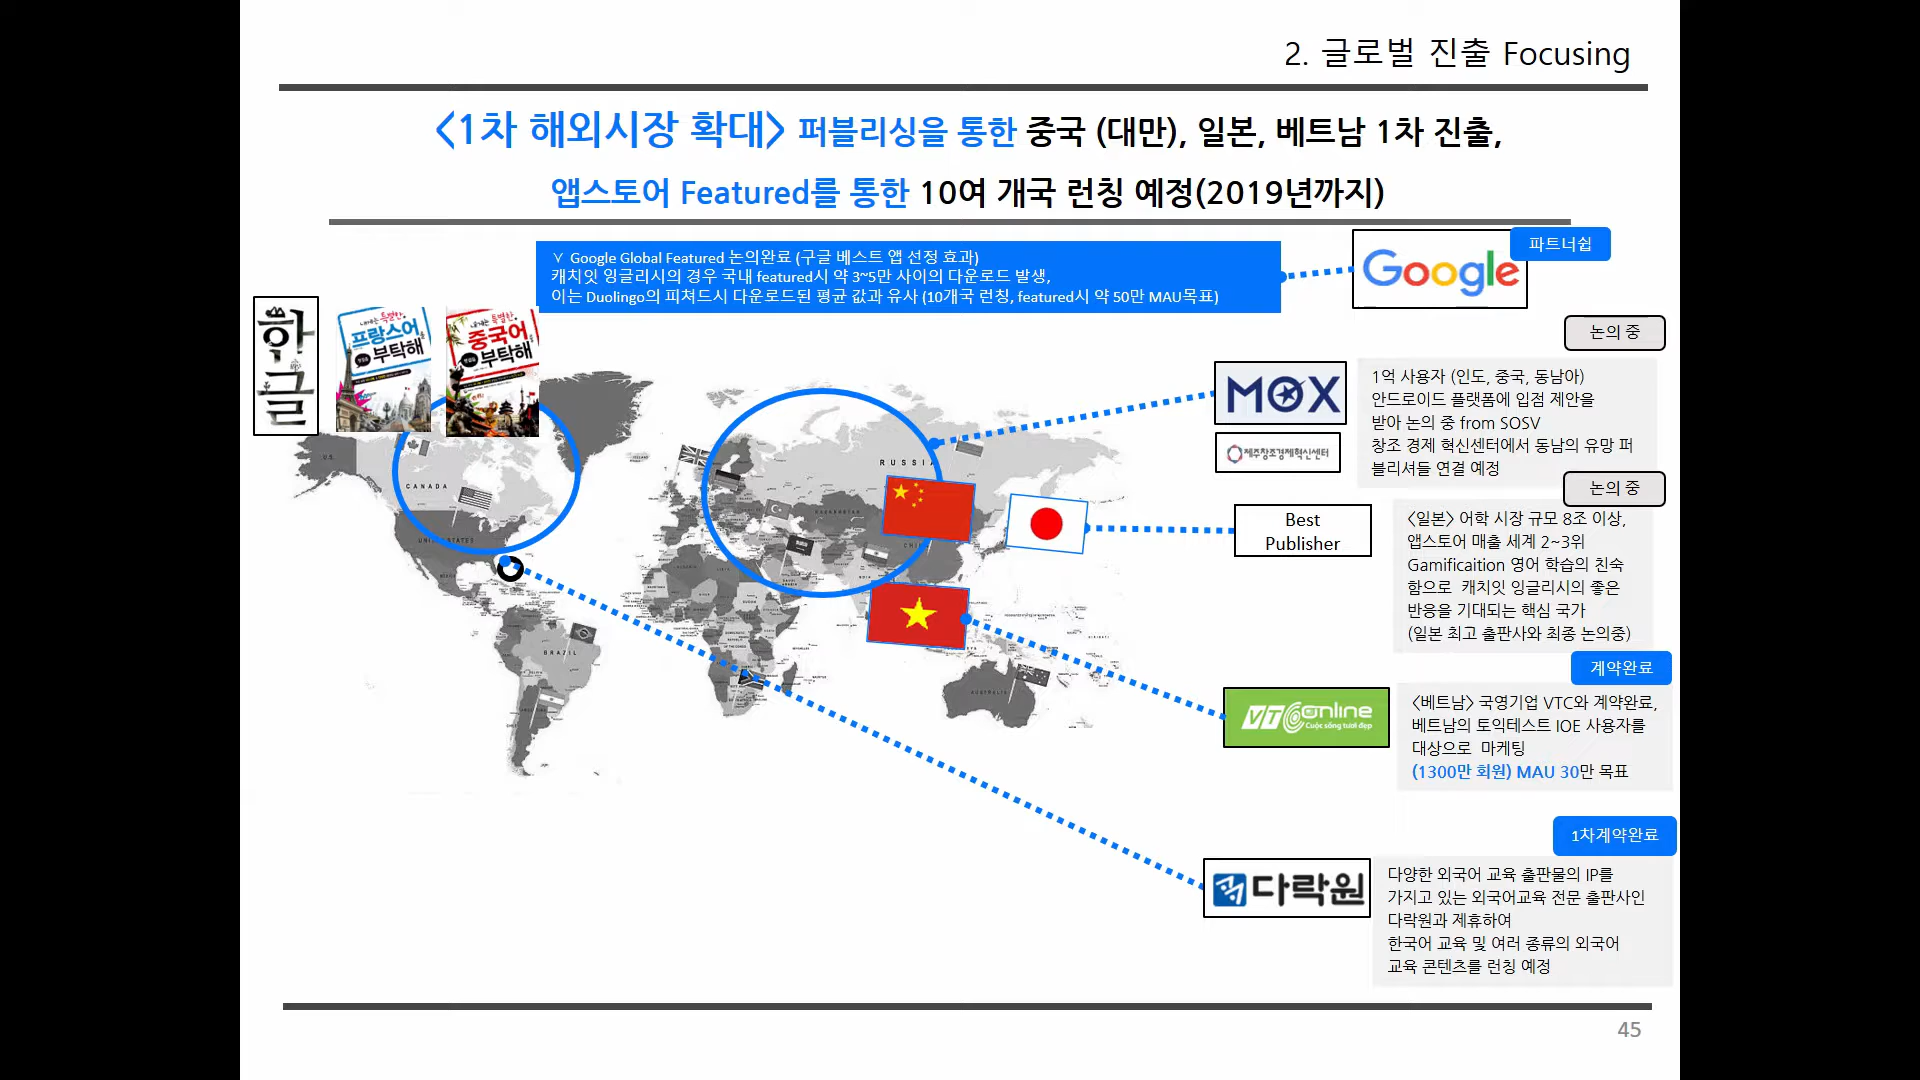 2. 글로벌 진출 Focusing
<1차 해외시장 확대> 퍼블리싱을 통한 중국 (대만), 일본, 베트남 1차 진출,
앱스토어 Featured를 통한 10여 개국 런칭 예정(2019년까지)
∨ Google Global Featured 논의완료 (구글 베스트 앱 선정 효과)
캐치잇 잉글리시의 경우 국내 featured시 약 3~5만 사이의 다운로드 발생,
이는 Duolingo의 피쳐드시 다운로드된 평균 값과 유사 (10개국 런칭, featured시 약 50만 MAU목표)
Google
파트너쉽
한글
프랑스어를
부탁해
중국어를
부탁해
논의 중
MOX
제주창조경제혁신센터
1억 사용자 (인도, 중국, 동남아)
안드로이드 플랫폼에 입점 제안을
받아 논의 중 from SOSV
창조 경제 혁신센터에서 동남의 유망 퍼
블리셔들 연결 예정
논의 중
Best
Publisher
<일본> 어학 시장 규모 8조 이상,
앱스토어 매출 세계 2~3위
Gamificaition 영어 학습의 친숙
함으로 캐치잇 잉글리시의 좋은
반응을 기대되는 핵심 국가
(일본 최고 출판사와 최종 논의중)
RUSSIA
CANADA
UNITED STATES
BRAZIL
AUSTRALIA
계약완료
VTC online
Cuộc sống tươi đẹp
<베트남> 국영기업 VTC와 계약완료,
베트남의 토익테스트 IOE 사용자를
대상으로 마케팅
(1300만 회원) MAU 30만 목표
1차계약완료
다락원
다양한 외국어 교육 출판물의 IP를
가지고 있는 외국어교육 전문 출판사인
다락원과 제휴하여
한국어 교육 및 여러 종류의 외국어
교육 콘텐츠를 런칭 예정
45